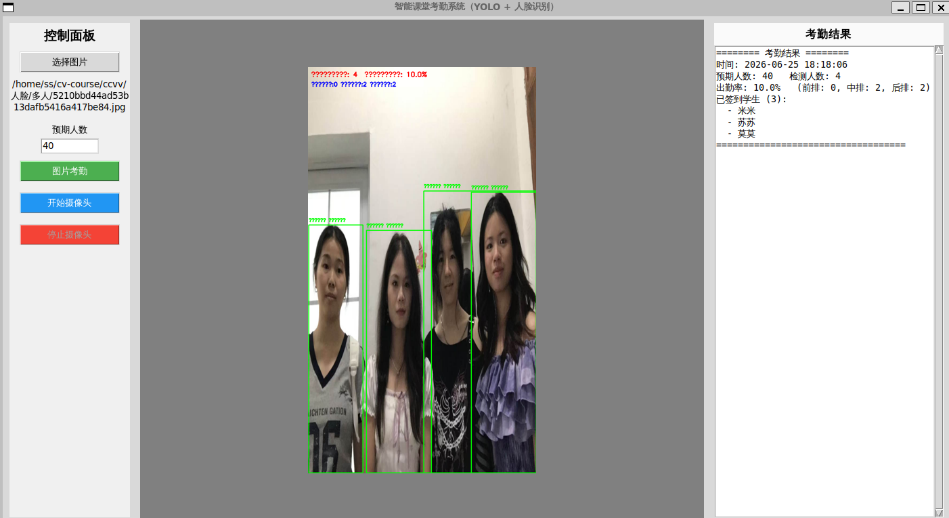 智能课堂考勤系统（YOLO + 人脸识别）
控制面板
选择图片
/home/ss/cv-course/ccvv/
人脸/多人/5210bbd44ad53b
13dafb5416a417be84.jpg
预期人数
40
图片考勤
开始摄像头
停止摄像头
?????????: 4 ?????????: 10.0%
??????:0 ??????:2 ??????:2
?????? ??????
?????? ??????
?????? ??????
?????? ??????
06
考勤结果
======== 考勤结果 ========
时间: 2026-06-25 18:18:06
预期人数: 40 检测人数: 4
出勤率: 10.0% (前排: 0, 中排: 2, 后排: 2)
已签到学生 (3):
- 米米
- 苏苏
- 莫莫
===================================